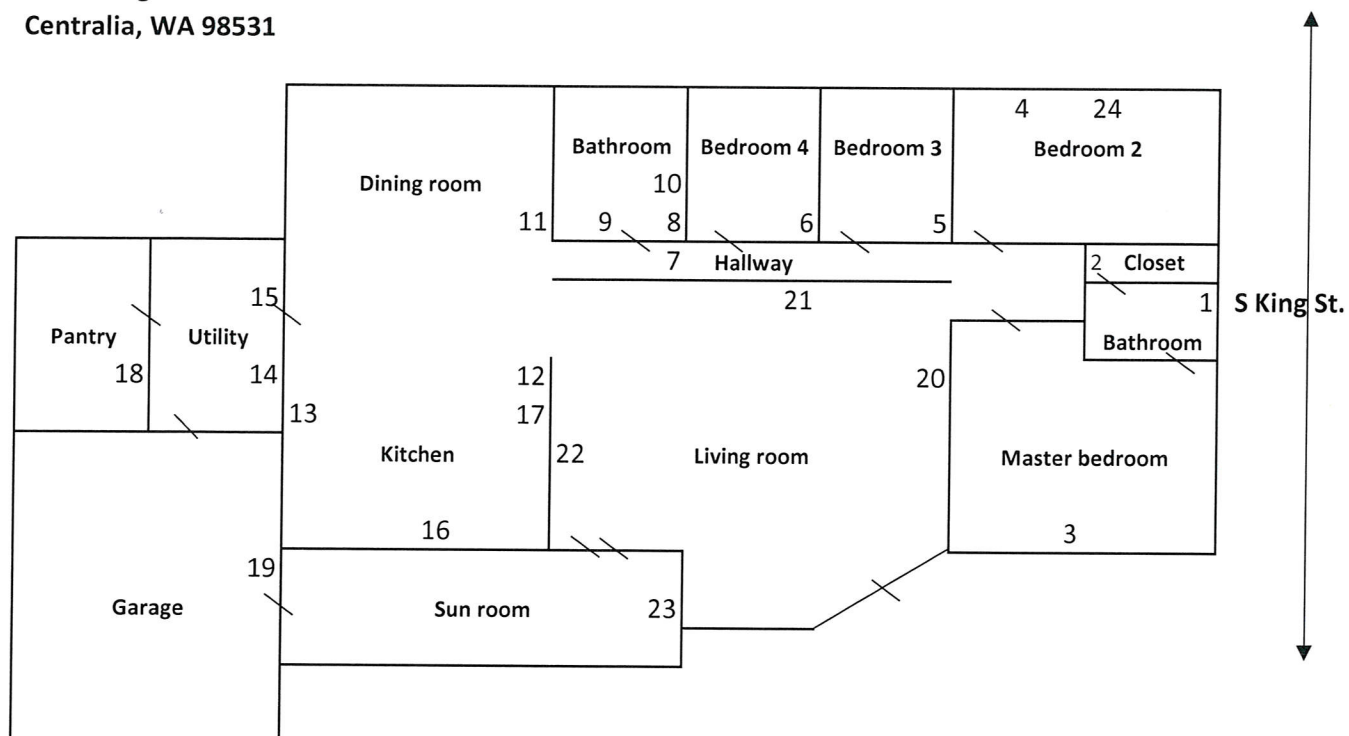 Centralia, WA 98531
4 24
Bathroom Bedroom 4 Bedroom 3 Bedroom 2
Dining room 10
11 9 8 6 5
7 Hallway 2 Closet
15 21 1 S King St.
Pantry Utility Bathroom
18 14 12 20
13 17
Kitchen 22 Living room Master bedroom
16 3
19
Garage Sun room 23